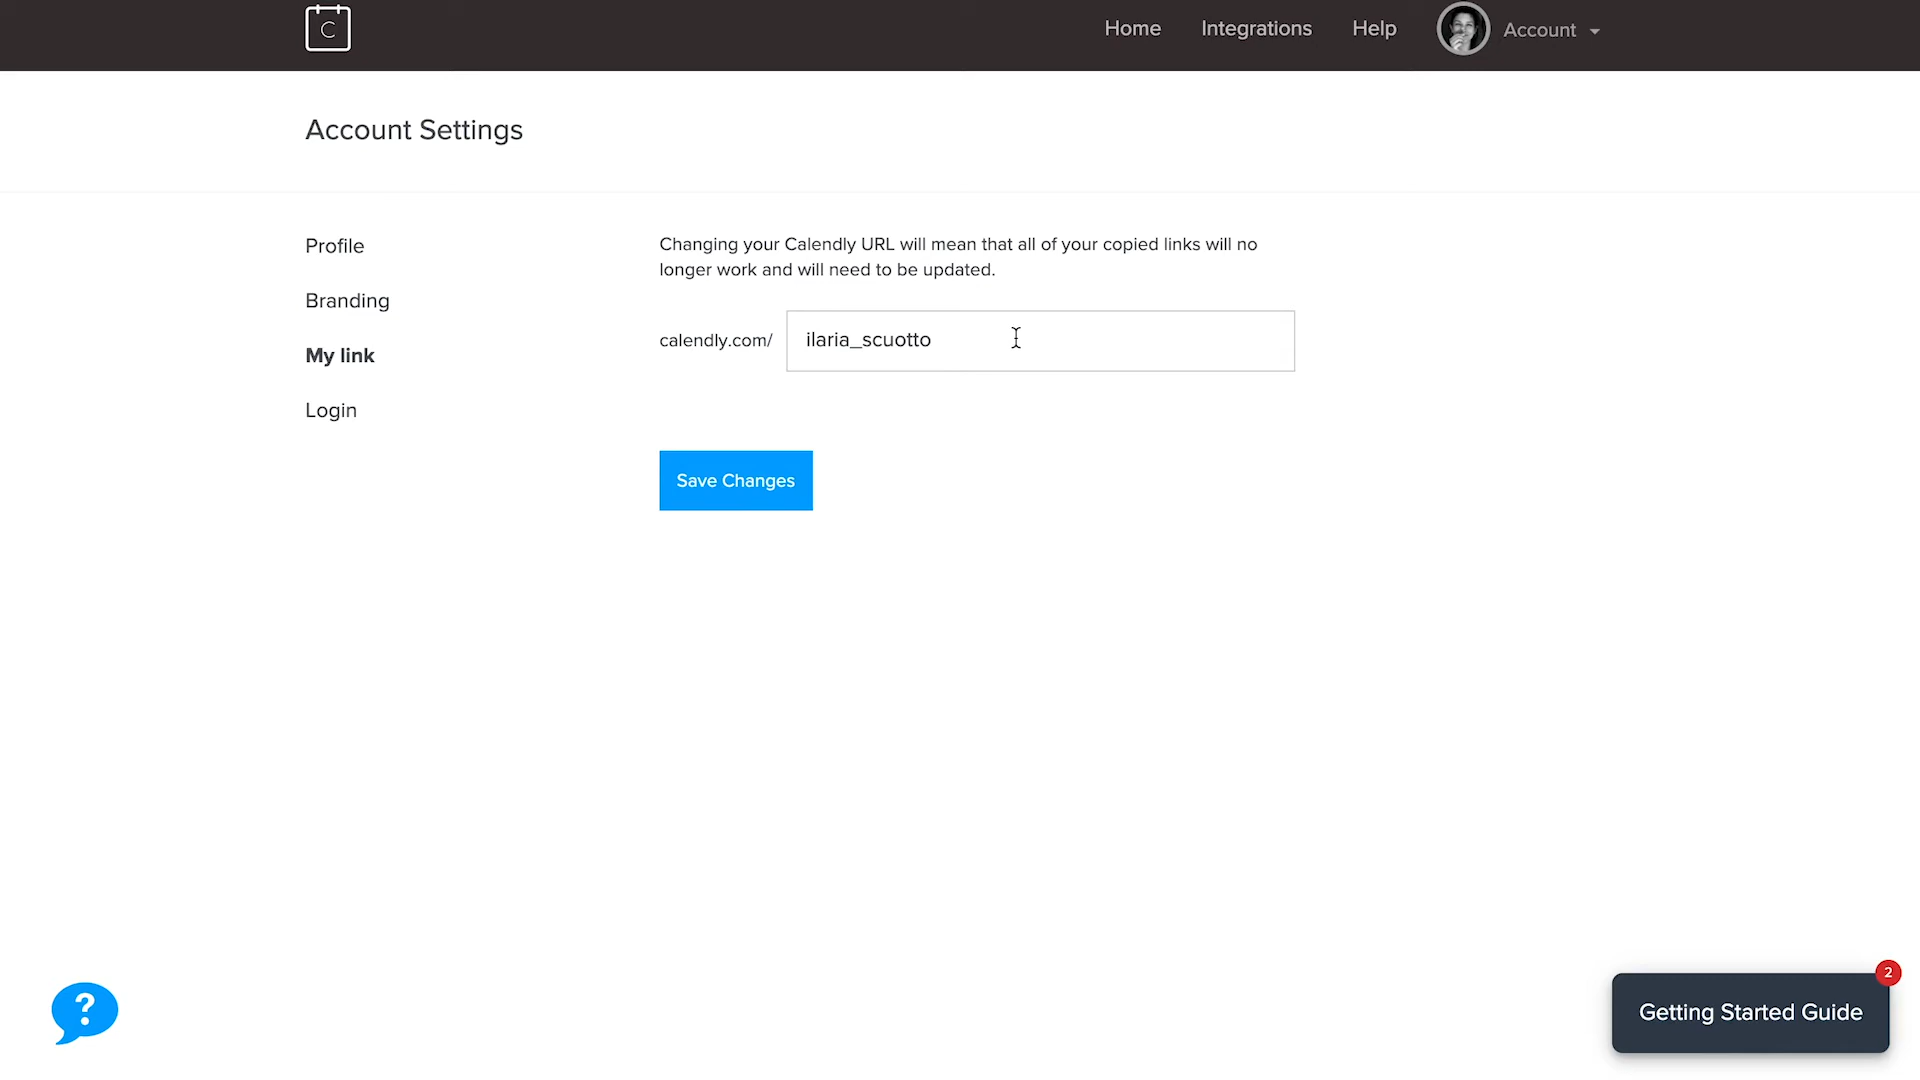 C
Home
Integrations
Help
Account
Account Settings
Profile
Branding
My link
Login
Changing your Calendly URL will mean that all of your copied links will no
longer work and will need to be updated.
calendly.com/
ilaria_scuotto
Save Changes
?
2
Getting Started Guide